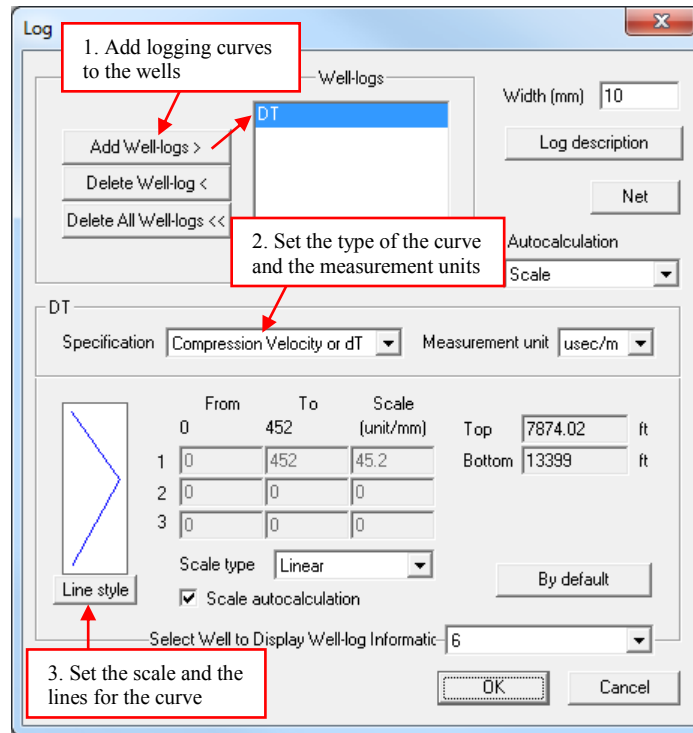 Log
1. Add logging curves
to the wells
Well-logs
DT
Width (mm) 10
Add Well-logs >
Log description
Delete Well-log <
Net
Delete All Well-logs <<
2. Set the type of the curve
and the measurement units
Autocalculation
Scale
DT
Specification Compression Velocity or dT Measurement unit usec/m
From To Scale
0 452 (unit/mm)
Top 7874.02 ft
1 0 452 45.2
Bottom 13399 ft
2 0 0 0
3 0 0 0
Scale type Linear
By default
Line style
Scale autocalculation
Select Well to Display Well-log Informatic 6
3. Set the scale and the
lines for the curve
OK Cancel